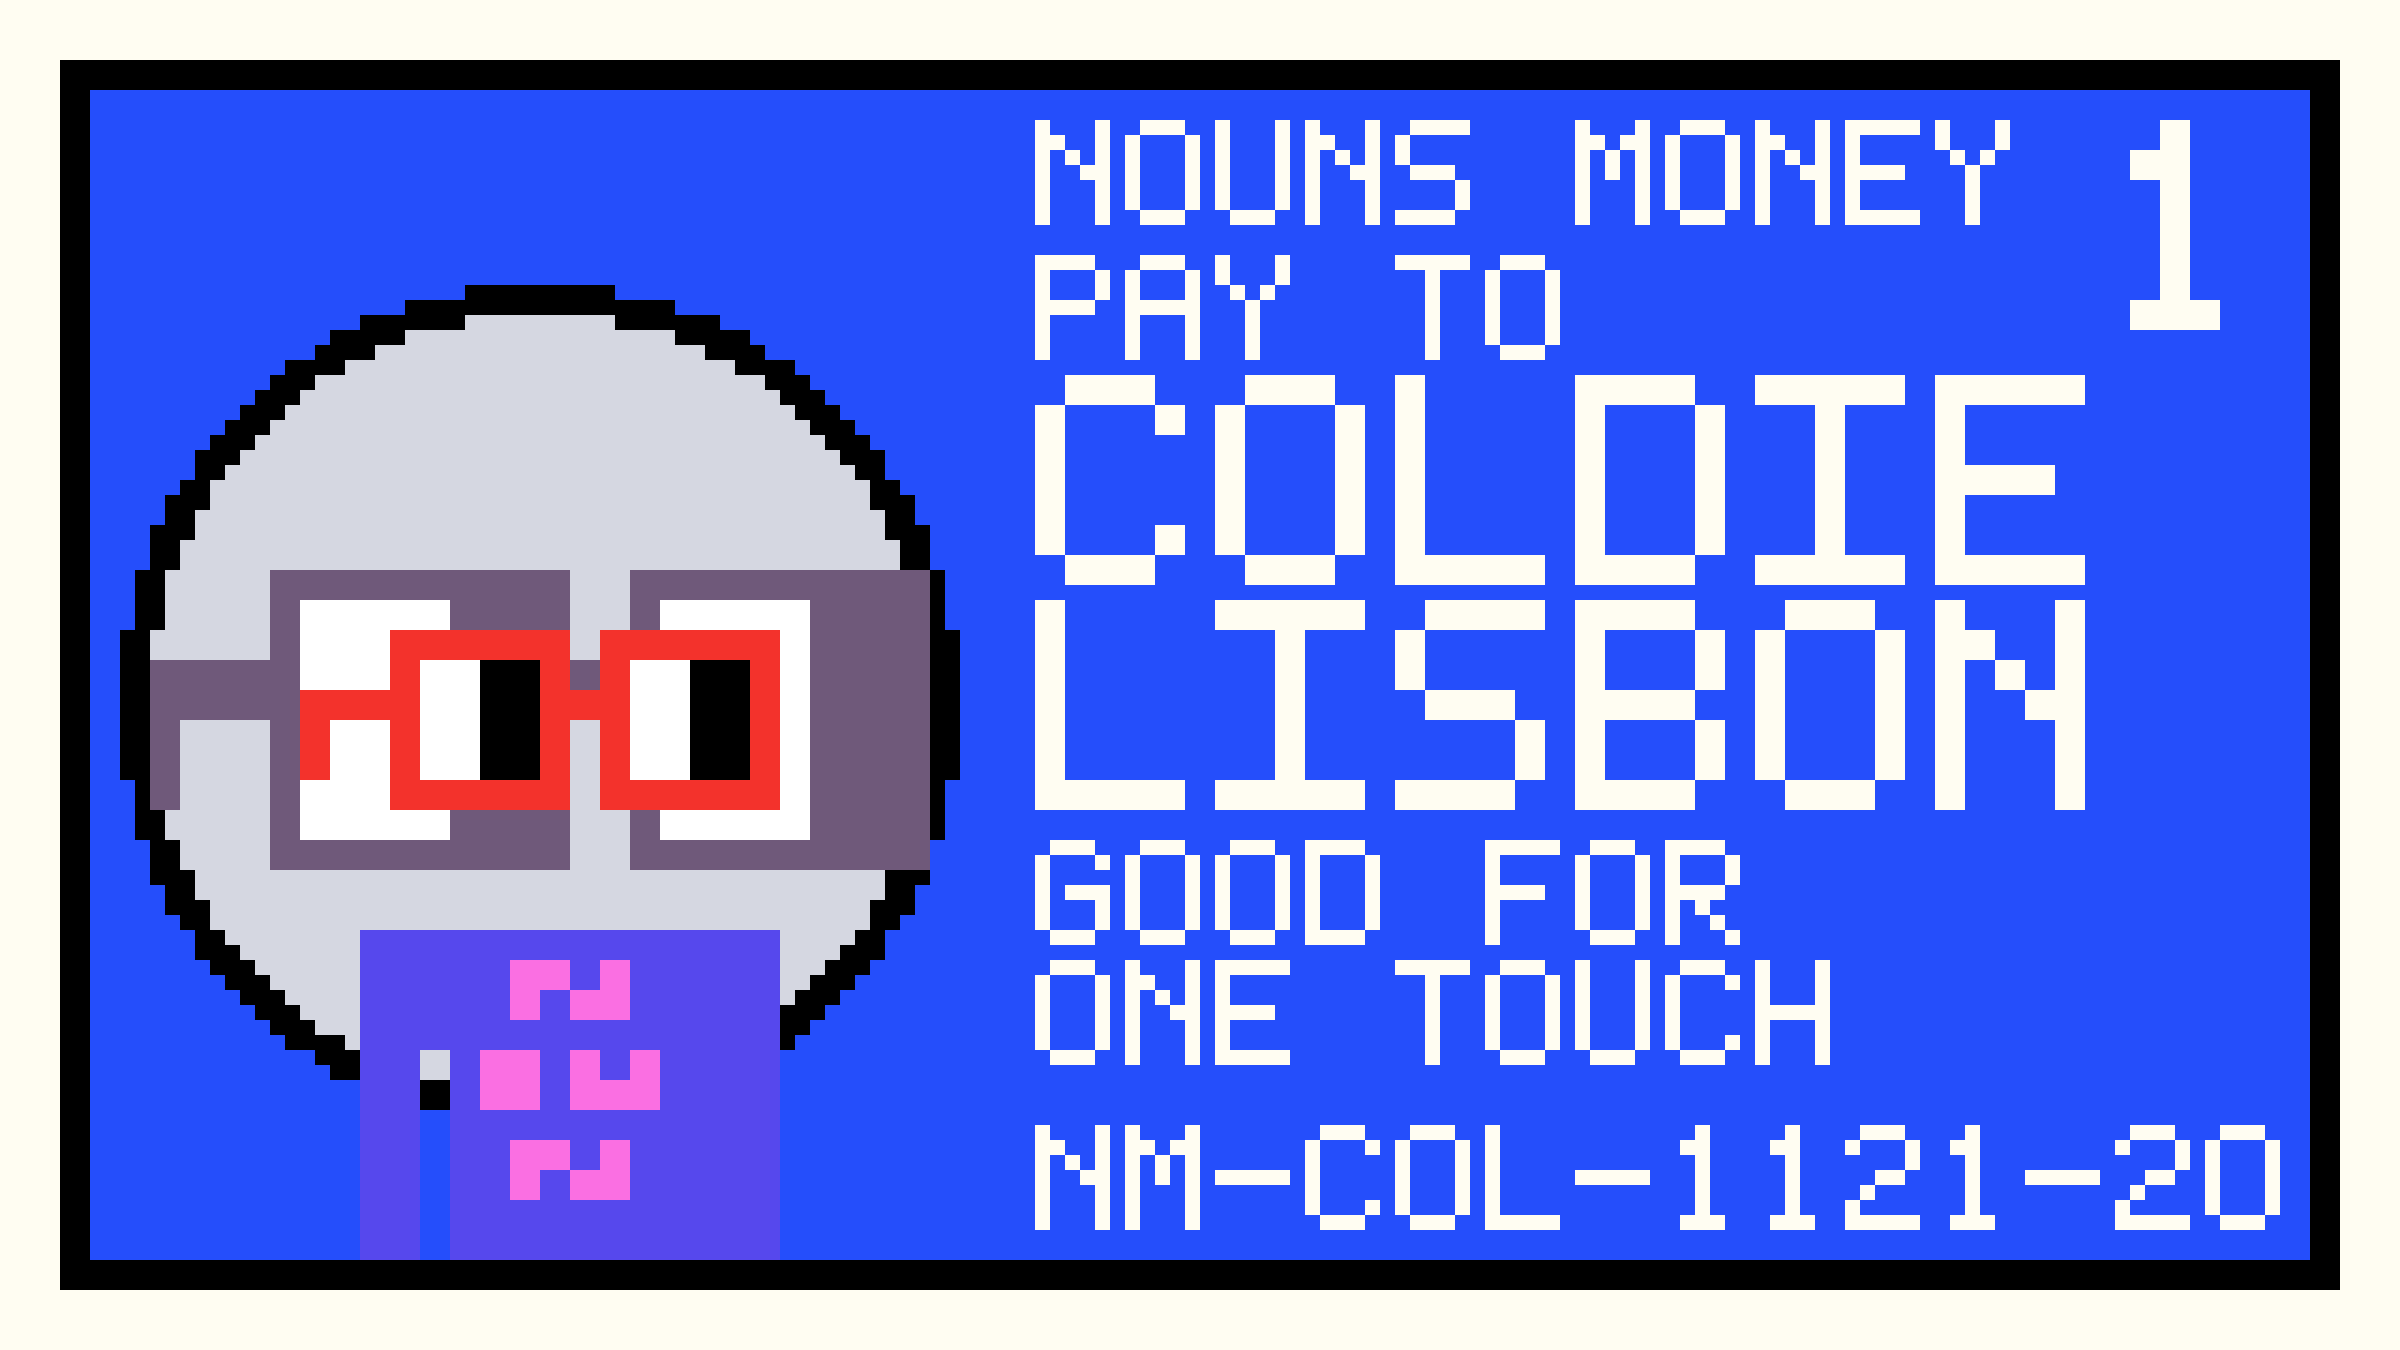 NOUNS MONEY 1
PAY TO
COLDIE
LISBON
GOOD FOR
ONE TOUCH
NM-COL-1121-20